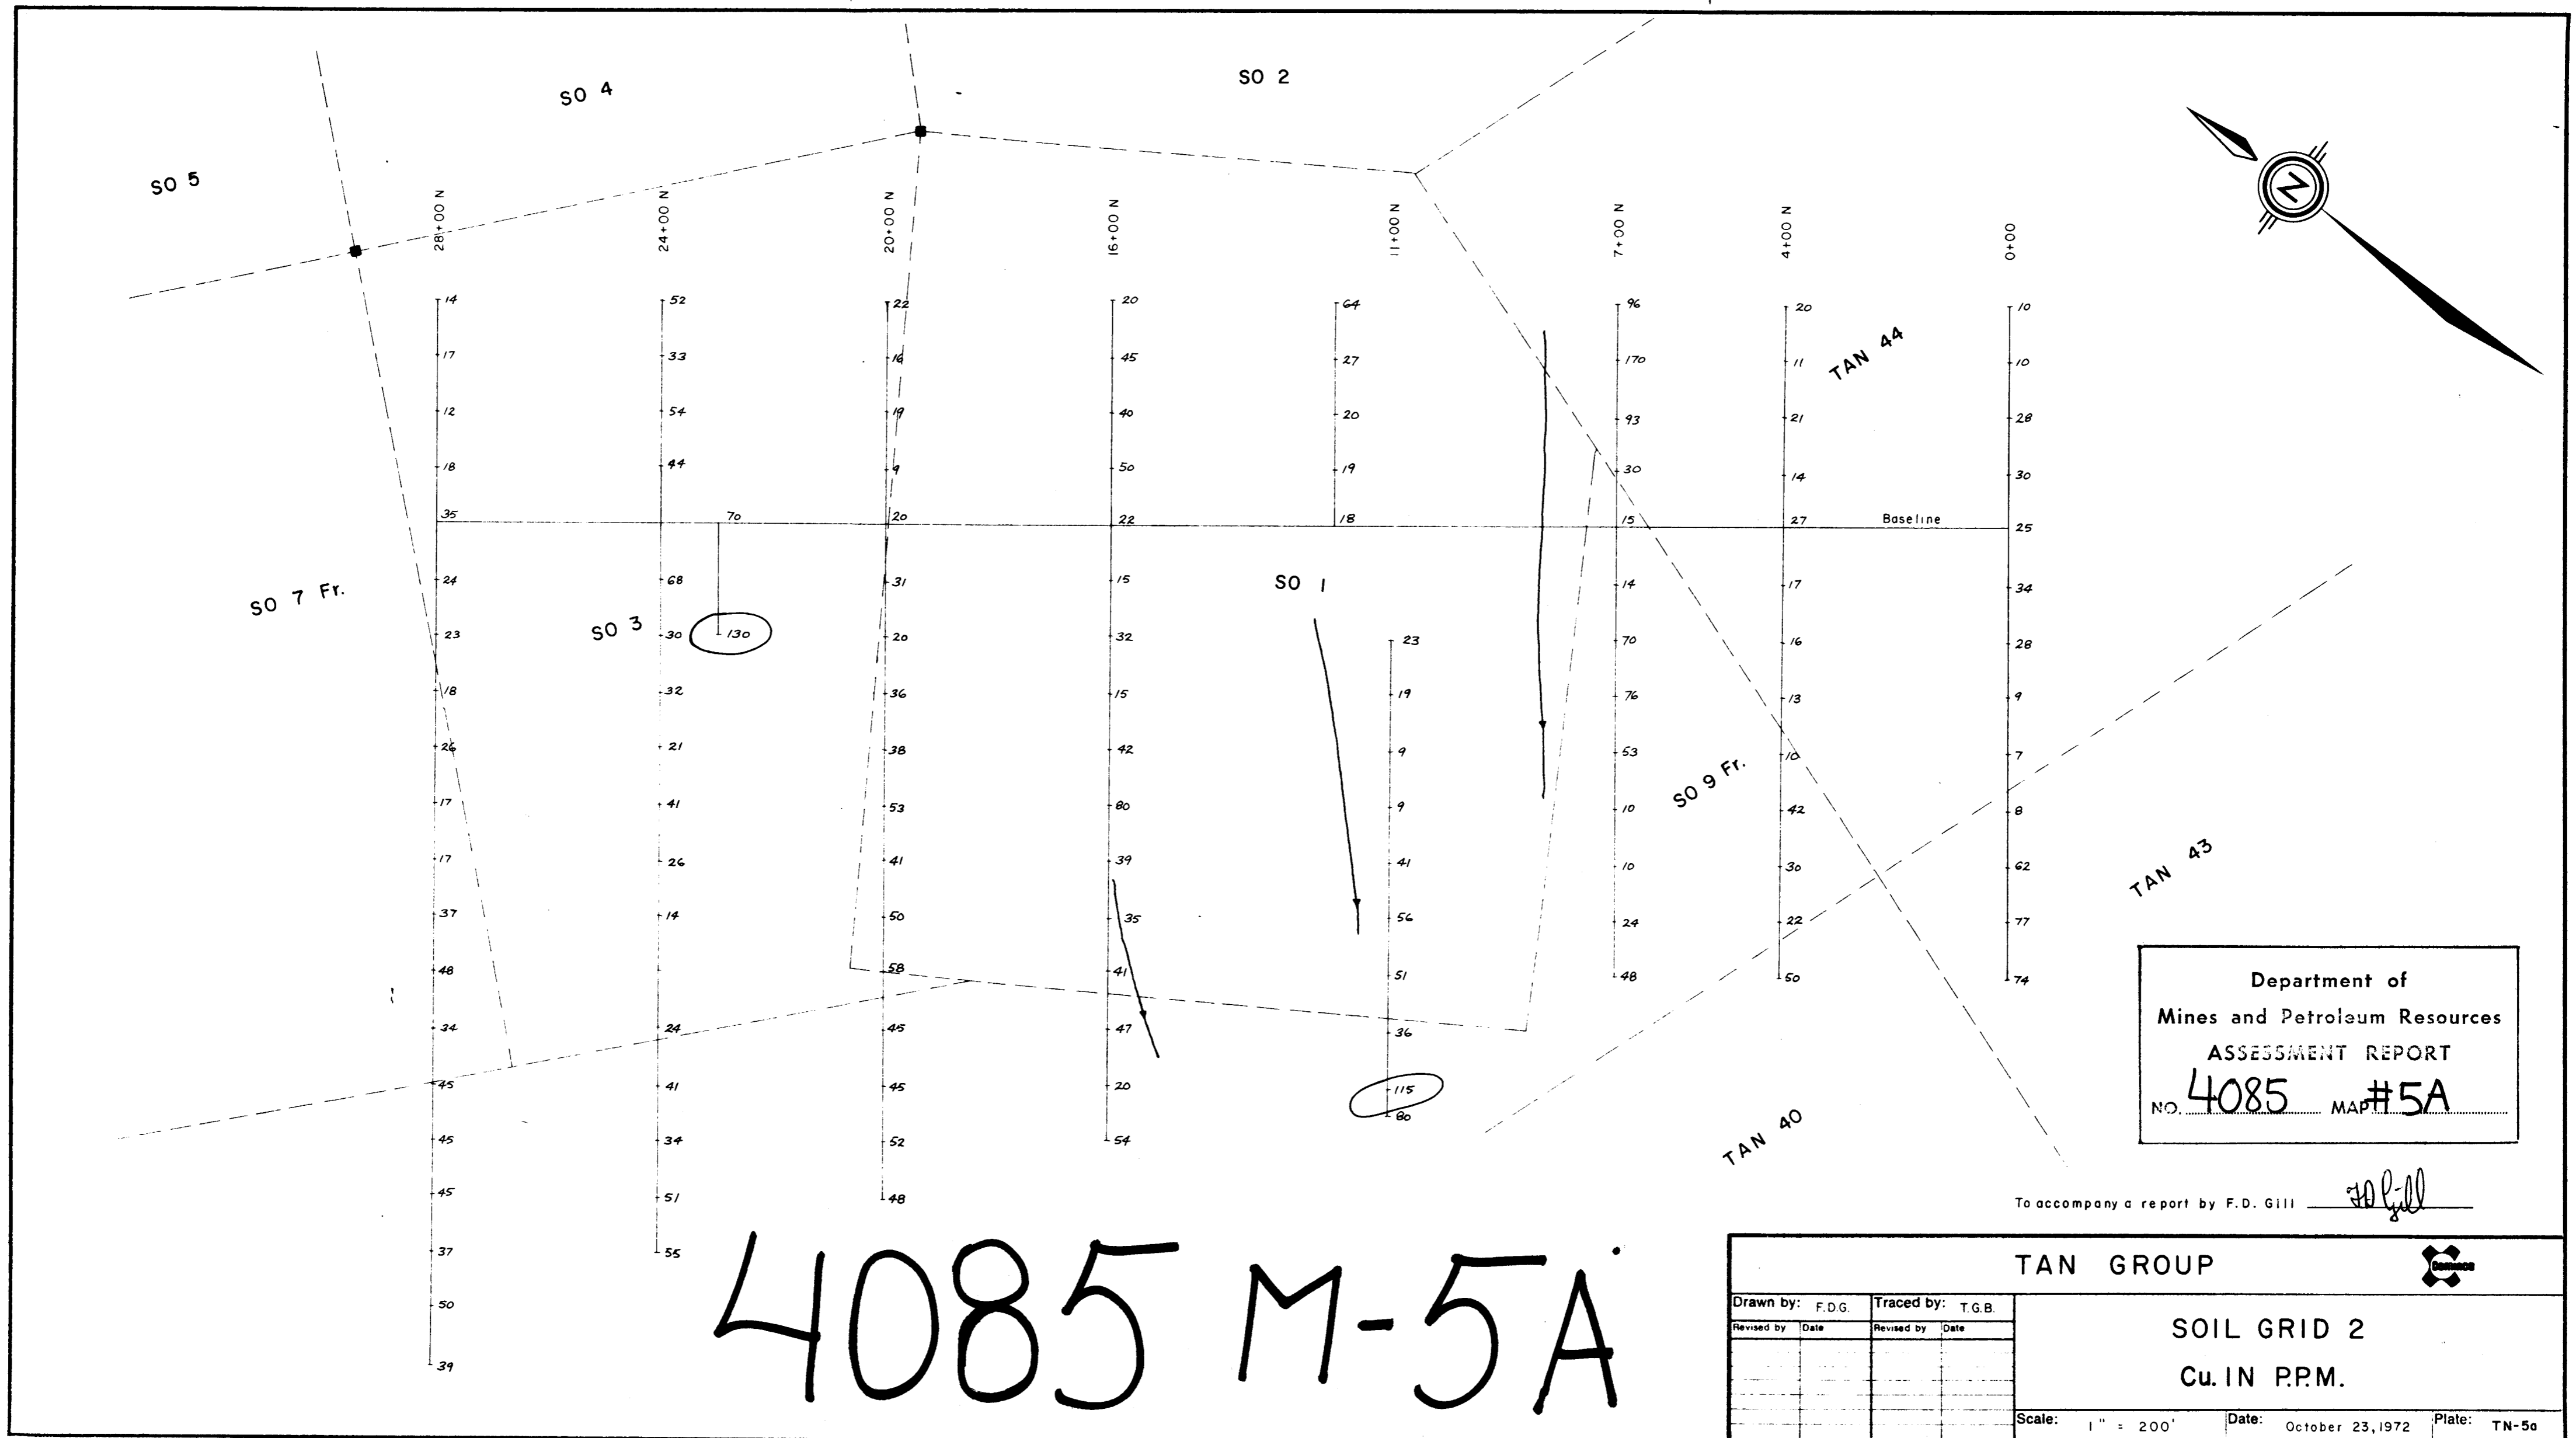 SO 4
SO 2
SO 5
28+00 N
24+00 N
20+00 N
16+00 N
11+00 N
7+00 N
4+00 N
0+00
N
14 52 22 20 64 96 20 10
17 33 16 45 27 170 11 10
TAN 44
12 54 19 40 20 93 21 28
18 44 9 50 19 30 14 30
35 70 20 22 18 15 27 Baseline 25
24 68 31 15 14 17 34
SO 7 Fr.
SO 3
SO 1
23 30 130 20 32 23 70 16 28
18 32 36 15 19 76 13 9
26 21 38 42 9 53 10 7
SO 9 Fr.
17 41 53 80 9 10 42 8
17 26 41 39 41 10 30 62
TAN 43
37 14 50 35 56 24 22 77
48 58 41 51 48 50 74
34 24 45 47 36
45 41 45 20 115
80
45 34 52 54
TAN 40
45 51 48
37 55
50
39
Department of
Mines and Petroleum Resources
ASSESSMENT REPORT
NO. 4085 MAP #5A
To accompany a report by F.D. Gill FDGill
4085 M-5A
TAN GROUP
Cominco
Drawn by: F.D.G. Traced by: T.G.B.
Revised by Date Revised by Date
SOIL GRID 2
Cu. IN P.P.M.
Scale: 1" = 200' Date: October 23, 1972 Plate: TN-5a